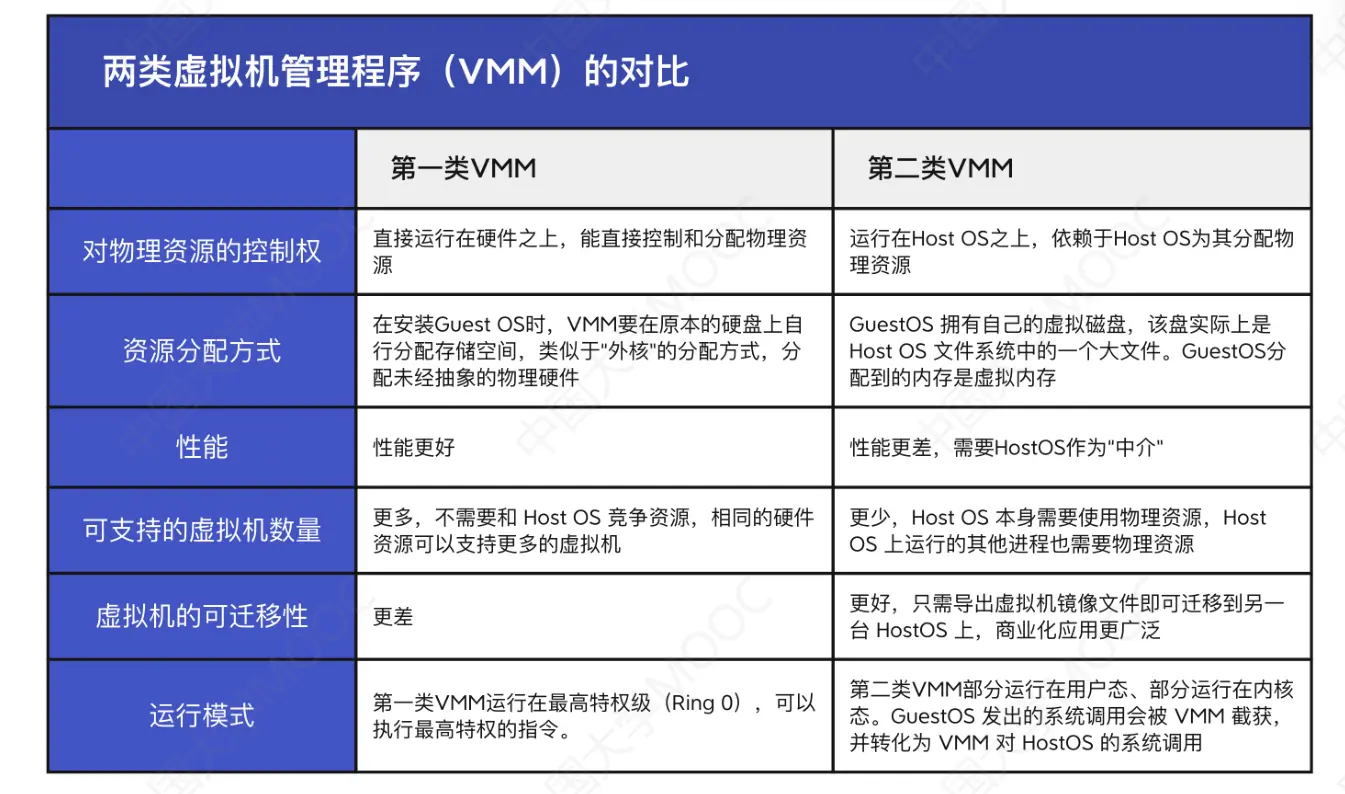 两类虚拟机管理程序（VMM）的对比
第一类VMM
第二类VMM
对物理资源的控制权
直接运行在硬件之上，能直接控制和分配物理资
源
运行在Host OS之上，依赖于Host OS为其分配物
理资源
资源分配方式
在安装Guest OS时，VMM要在原本的硬盘上自
行分配存储空间，类似于"外核"的分配方式，分
配未经抽象的物理硬件
GuestOS 拥有自己的虚拟磁盘，该盘实际上是
Host OS 文件系统中的一个大文件。GuestOS分
配到的内存是虚拟内存
性能
性能更好
性能更差，需要HostOS作为"中介"
可支持的虚拟机数量
更多，不需要和 Host OS 竞争资源，相同的硬件
资源可以支持更多的虚拟机
更少，Host OS 本身需要使用物理资源，Host
OS 上运行的其他进程也需要物理资源
虚拟机的可迁移性
更差
更好，只需导出虚拟机镜像文件即可迁移到另一
台 HostOS 上，商业化应用更广泛
运行模式
第一类VMM运行在最高特权级（Ring 0），可以
执行最高特权的指令。
第二类VMM部分运行在用户态、部分运行在内核
态。GuestOS 发出的系统调用会被 VMM 截获，
并转化为 VMM 对 HostOS 的系统调用
中国大学MOOC